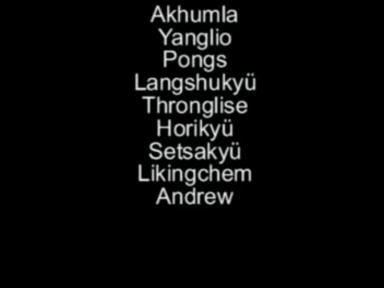 Akhumla
Yanglio
Pongs
Langshukyü
Thronglise
Horikyü
Setsakyü
Likingchem
Andrew